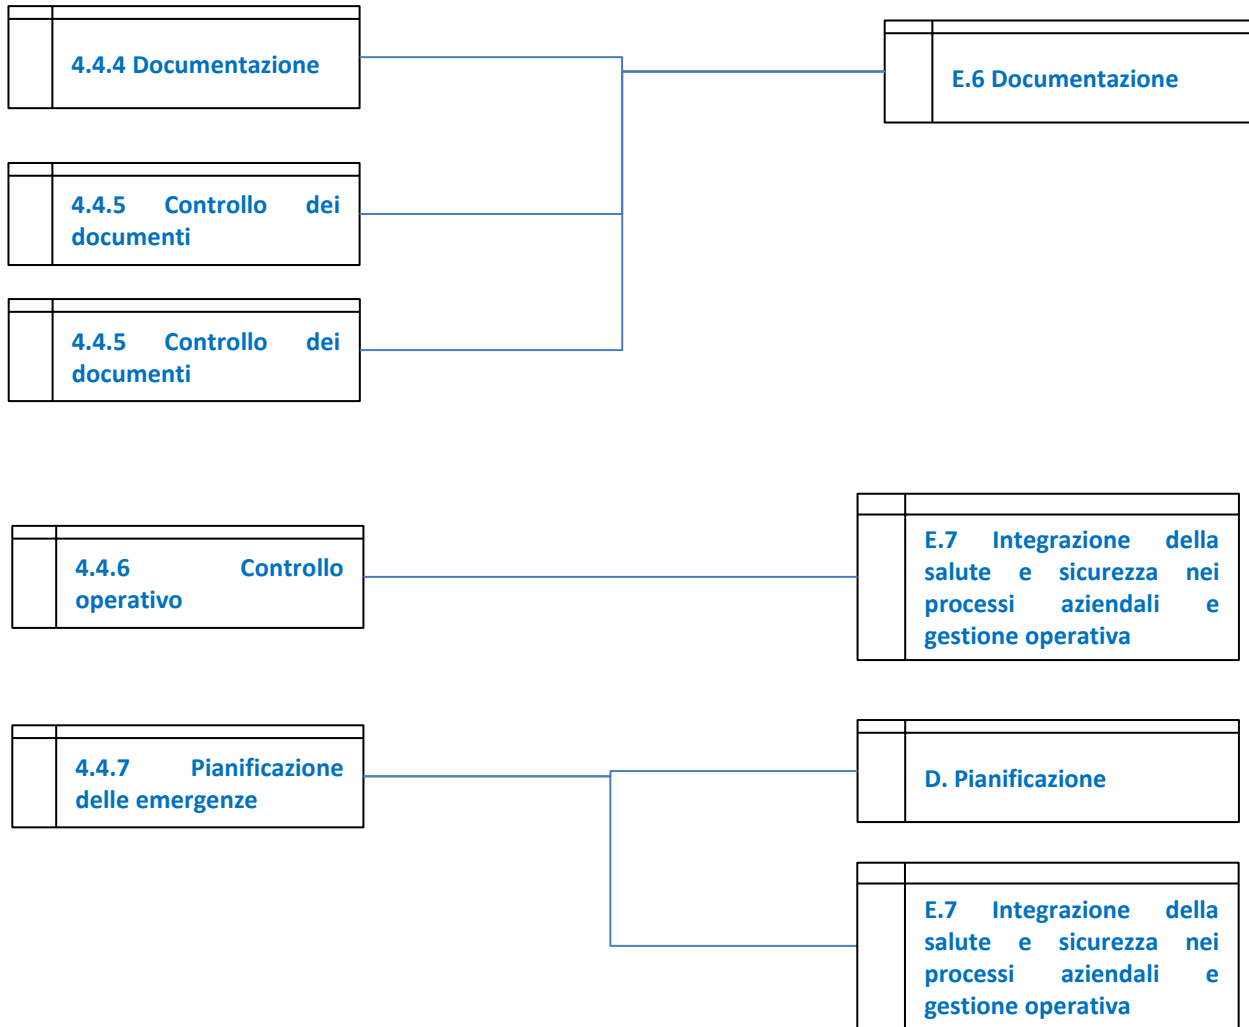 4.4.4 Documentazione
E.6 Documentazione
4.4.5 Controllo dei
documenti
4.4.5 Controllo dei
documenti
4.4.6 Controllo
operativo
E.7 Integrazione della
salute e sicurezza nei
processi aziendali e
gestione operativa
4.4.7 Pianificazione
delle emergenze
D. Pianificazione
E.7 Integrazione della
salute e sicurezza nei
processi aziendali e
gestione operativa